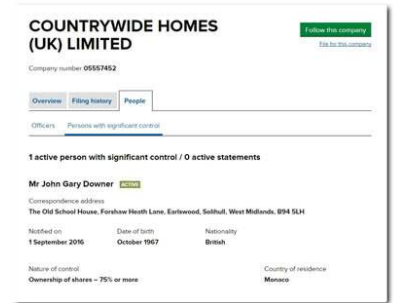 COUNTRYWIDE HOMES
(UK) LIMITED
Follow this company
File for this company
Company number 05557452
Overview Filing history People
Officers Persons with significant control
1 active person with significant control / 0 active statements
Mr John Gary Downer ACTIVE
Correspondence address
The Old School House, Forshaw Heath Lane, Earlswood, Solihull, West Midlands, B94 5LH
Notified on Date of birth Nationality
1 September 2016 October 1967 British
Nature of control Country of residence
Ownership of shares – 75% or more Monaco